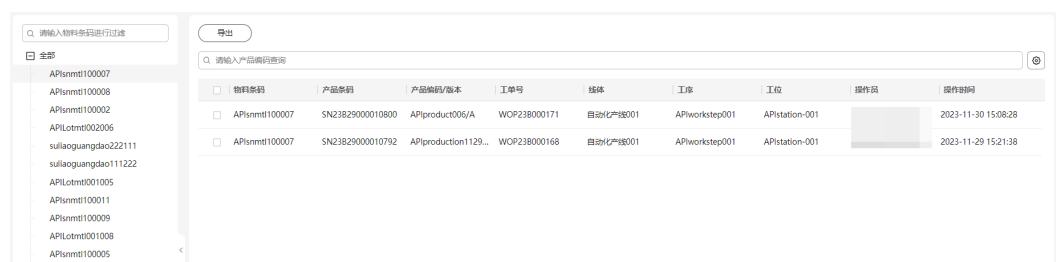 请输入物料条码进行过滤
全部
APIsnmtl100007
APIsnmtl100008
APIsnmtl100002
APILotmtl002006
suliaoguangdao222111
suliaoguangdao111222
APILotmtl001005
APIsnmtl100011
APIsnmtl100009
APILotmtl001008
APIsnmtl100005
导出
请输入产品编码查询
物料条码 产品条码 产品编码/版本 工单号 线体 工序 工位 操作员 操作时间
APIsnmtl100007 SN23B29000010800 APIproduct006/A WOP23B000171 自动化产线001 APIworkstep001 APIstation-001 2023-11-30 15:08:28
APIsnmtl100007 SN23B29000010792 APIproduction1129... WOP23B000168 自动化产线001 APIworkstep001 APIstation-001 2023-11-29 15:21:38